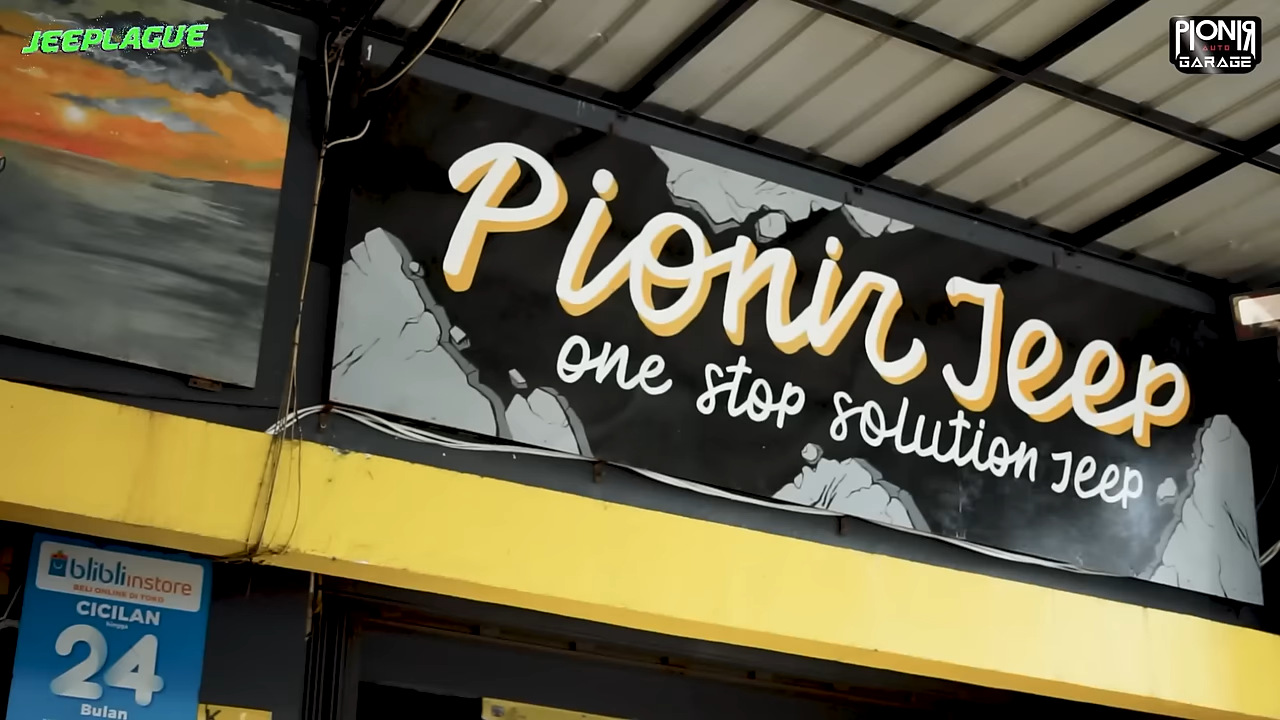 JEEPLAGUE
PIONIR
AUTO
GARAGE
Pionir Jeep
one stop solution Jeep
blibli instore
BELI ONLINE DI TOKO
CICILAN
hingga
24
Bulan